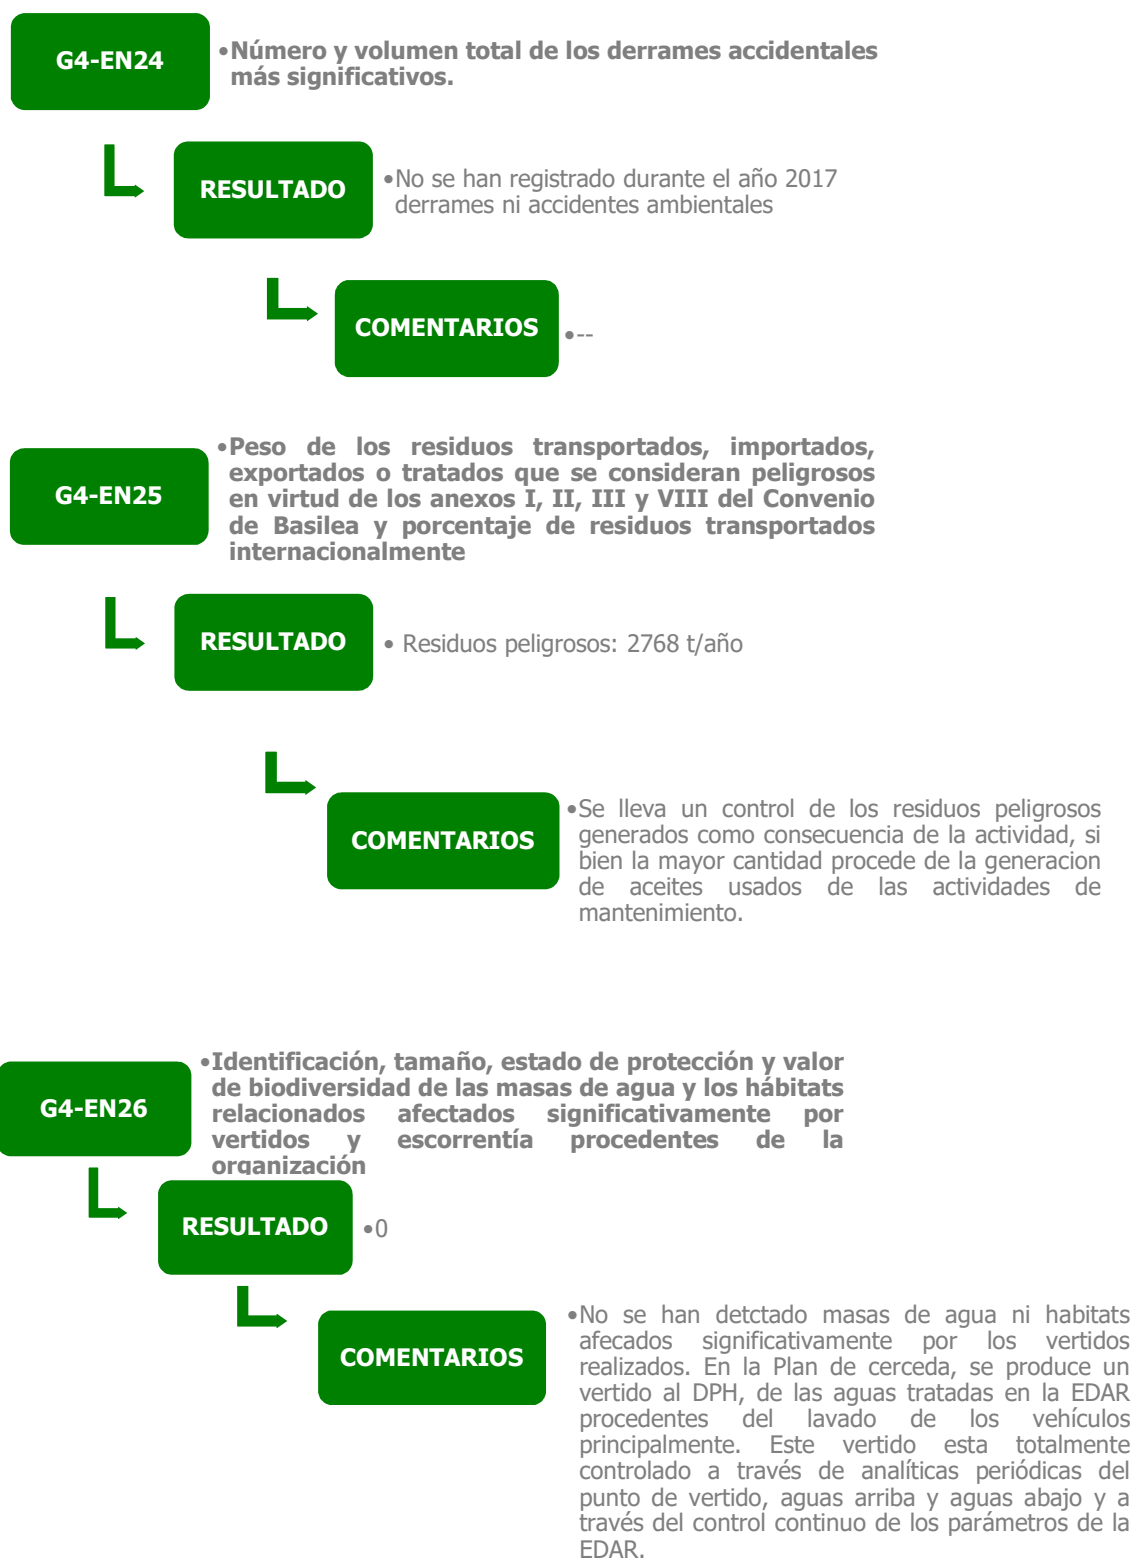 G4-EN24
•Número y volumen total de los derrames accidentales
más significativos.
RESULTADO
•No se han registrado durante el año 2017
derrames ni accidentes ambientales
COMENTARIOS
•--
G4-EN25
•Peso de los residuos transportados, importados,
exportados o tratados que se consideran peligrosos
en virtud de los anexos I, II, III y VIII del Convenio
de Basilea y porcentaje de residuos transportados
internacionalmente
RESULTADO
• Residuos peligrosos: 2768 t/año
COMENTARIOS
•Se lleva un control de los residuos peligrosos
generados como consecuencia de la actividad, si
bien la mayor cantidad procede de la generacion
de aceites usados de las actividades de
mantenimiento.
G4-EN26
•Identificación, tamaño, estado de protección y valor
de biodiversidad de las masas de agua y los hábitats
relacionados afectados significativamente por
vertidos y escorrentía procedentes de la
organización
RESULTADO
•0
COMENTARIOS
•No se han detctado masas de agua ni habitats
afecados significativamente por los vertidos
realizados. En la Plan de cerceda, se produce un
vertido al DPH, de las aguas tratadas en la EDAR
procedentes del lavado de los vehículos
principalmente. Este vertido esta totalmente
controlado a través de analíticas periódicas del
punto de vertido, aguas arriba y aguas abajo y a
través del control continuo de los parámetros de la
EDAR.